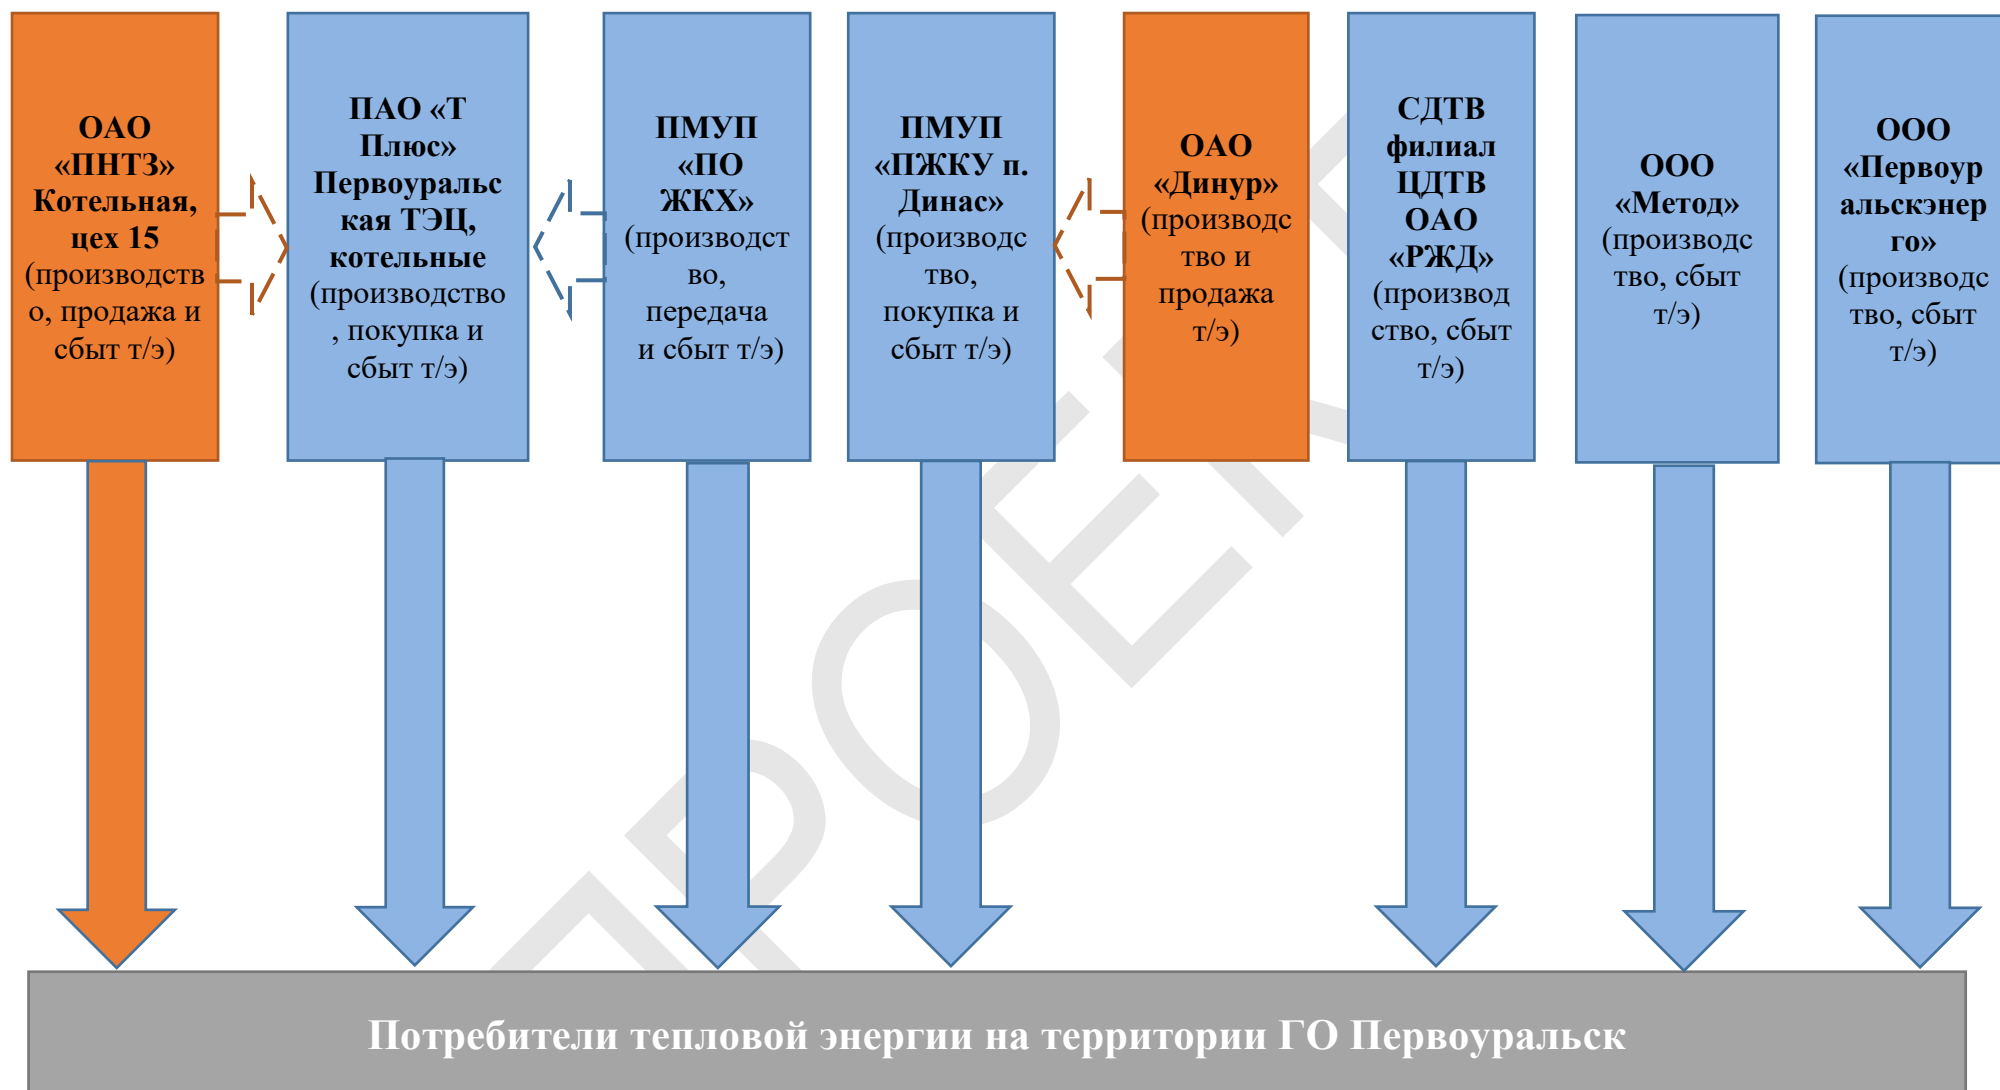 ОАО
«ПНТЗ»
Котельная,
цех 15
(производств
о, продажа и
сбыт т/э)
ПАО «Т
Плюс»
Первоуральс
кая ТЭЦ,
котельные
(производство
, покупка и
сбыт т/э)
ПМУП
«ПО
ЖКХ»
(производст
во,
передача
и сбыт т/э)
ПМУП
«ПЖКУ п.
Динас»
(производс
тво,
покупка и
сбыт т/э)
ОАО
«Динур»
(производс
тво и
продажа
т/э)
СДТВ
филиал
ЦДТВ
ОАО
«РЖД»
(производ
ство, сбыт
т/э)
ООО
«Метод»
(производс
тво, сбыт
т/э)
ООО
«Первоур
альскэнер
го»
(производс
тво, сбыт
т/э)
ПРОЕКТ
Потребители тепловой энергии на территории ГО Первоуральск